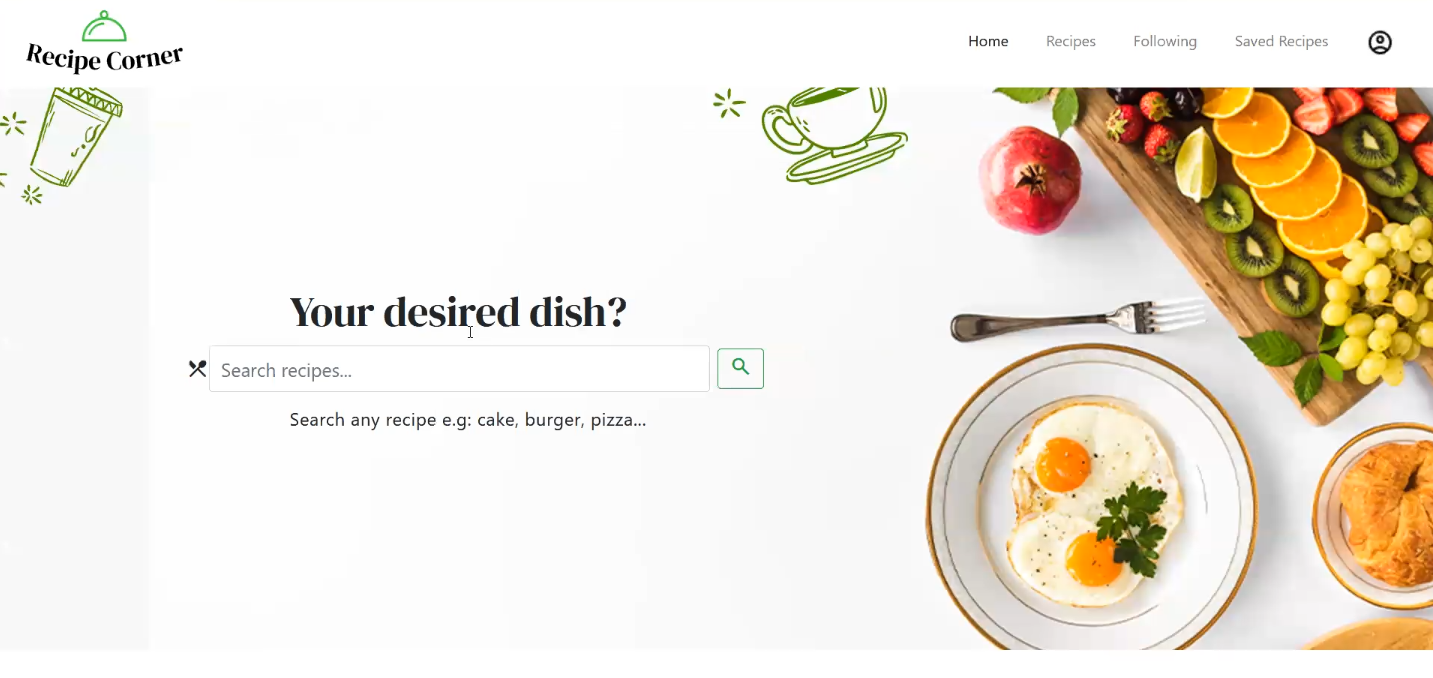 Recipe Corner
Home Recipes Following Saved Recipes
Your desired dish?
Search recipes...
Search any recipe e.g: cake, burger, pizza...